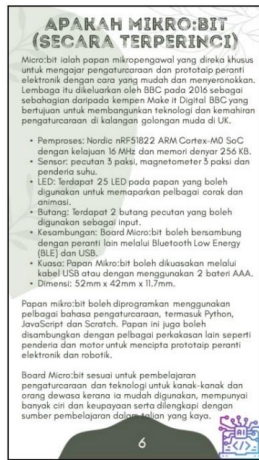 APAKAH MIKRO:BIT
(SECARA TERPERINCI)
Micro:bit ialah papan mikropengawal yang direka khusus
untuk mengajar pengaturcaraan dan prototaip peranti
elektronik dengan cara yang mudah dan menyeronokkan.
Lembaga itu dikeluarkan oleh BBC pada 2016 sebagai
sebahagian daripada kempen Make it Digital BBC yang
bertujuan untuk membangunkan teknologi dan kemahiran
pengaturcaraan di kalangan golongan muda di UK.
• Pemproses: Nordic nRF51822 ARM Cortex-M0 SoC
dengan kelajuan 16 MHz dan memori denyar 256 KB.
• Sensor: pecutan 3 paksi, magnetometer 3 paksi dan
penderia suhu.
• LED: Terdapat 25 LED pada papan yang boleh
digunakan untuk memaparkan pelbagai corak dan
animasi.
• Butang: Terdapat 2 butang pecutan yang boleh
digunakan sebagai input.
• Kesambungan: Board Micro:bit boleh bersambung
dengan peranti lain melalui Bluetooth Low Energy
(BLE) dan USB.
• Kuasa: Papan Mikro:bit boleh dikuasakan melalui
kabel USB atau dengan menggunakan 2 bateri AAA.
• Dimensi: 52mm x 42mm x 11.7mm.
Papan mikro:bit boleh diprogramkan menggunakan
pelbagai bahasa pengaturcaraan, termasuk Python,
JavaScript dan Scratch. Papan ini juga boleh
disambungkan dengan pelbagai perkakasan lain seperti
penderia dan motor untuk mencipta prototaip peranti
elektronik dan robotik.
Board Micro:bit sesuai untuk pembelajaran
pengaturcaraan dan teknologi untuk kanak-kanak dan
orang dewasa kerana ia mudah digunakan, mempunyai
banyak ciri dan keupayaan serta dilengkapi dengan
sumber pembelajaran dalam talian yang kaya.
AI
</>
6